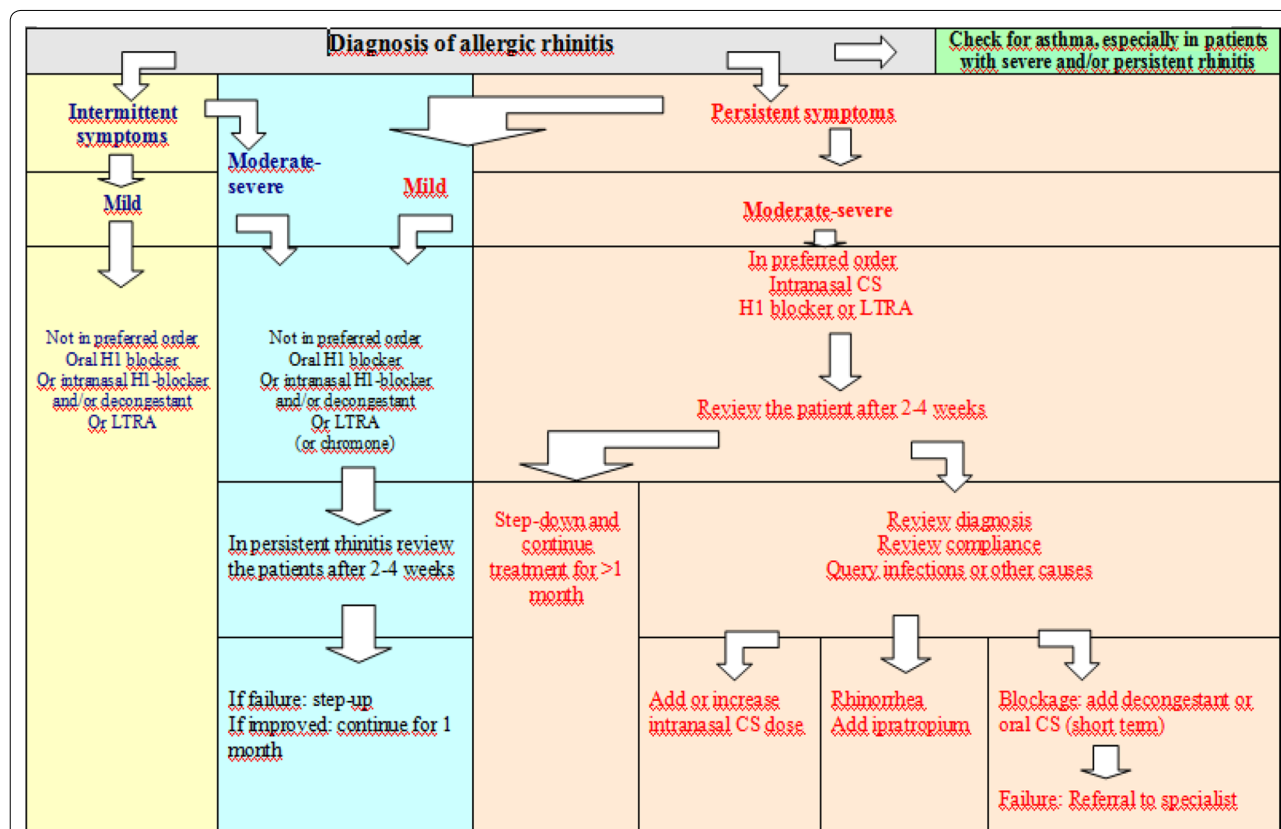 Diagnosis of allergic rhinitis
Check for asthma, especially in patients
with severe and/or persistent rhinitis
Intermittent
symptoms
Persistent symptoms
Moderate-
severe
Mild
Mild
Moderate-severe
In preferred order
Intranasal CS
H1 blocker or LTRA
Not in preferred order
Oral H1 blocker
Or intranasal H1-blocker
and/or decongestant
Or LTRA
Not in preferred order
Oral H1 blocker
Or intranasal H1-blocker
and/or decongestant
Or LTRA
(or chromone)
Review the patient after 2-4 weeks
In persistent rhinitis review
the patients after 2-4 weeks
Step-down and
continue
treatment for >1
month
Review diagnosis
Review compliance
Query infections or other causes
If failure: step-up
If improved: continue for 1
month
Add or increase
intranasal CS dose
Rhinorrhea
Add ipratropium
Blockage: add decongestant or
oral CS (short term)
Failure: Referral to specialist